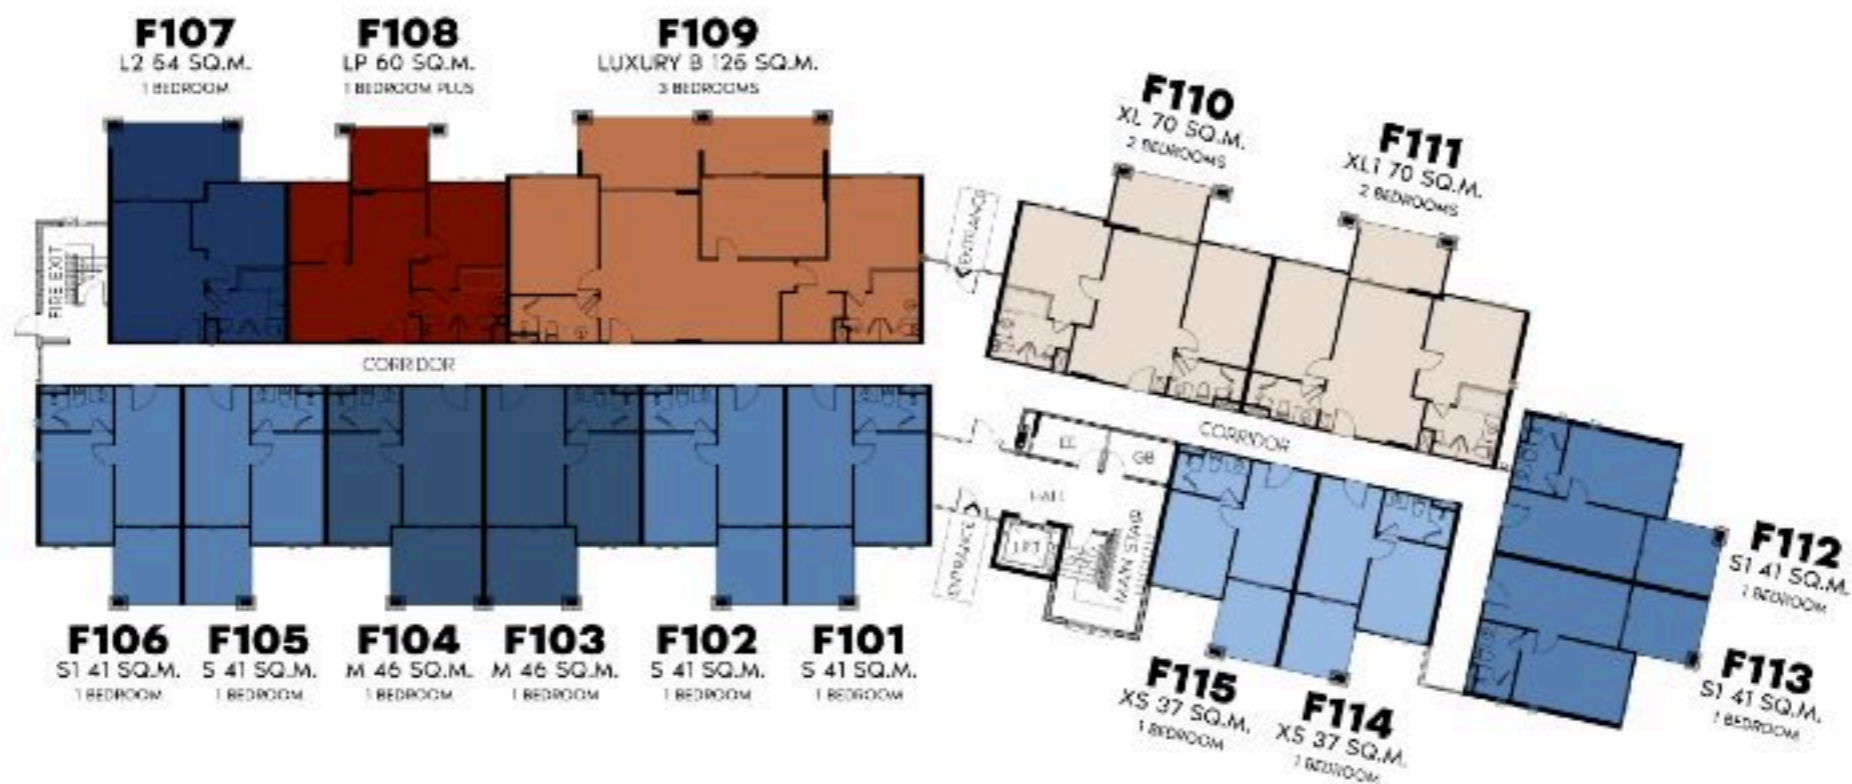 F107
L2 54 SQ.M.
1 BEDROOM
F108
LP 60 SQ.M.
1 BEDROOM PLUS
F109
LUXURY B 126 SQ.M.
3 BEDROOMS
F110
XL 70 SQ.M.
2 BEDROOMS
F111
XL1 70 SQ.M.
2 BEDROOMS
FIRE EXIT
ENTRANCE
CORRIDOR
CORRIDOR
GB
HALL
LIFT
MAIN STAIR
ENTRANCE
F112
S1 41 SQ.M.
1 BEDROOM
F113
S1 41 SQ.M.
1 BEDROOM
F106
S1 41 SQ.M.
1 BEDROOM
F105
S 41 SQ.M.
1 BEDROOM
F104
M 46 SQ.M.
1 BEDROOM
F103
M 46 SQ.M.
1 BEDROOM
F102
S 41 SQ.M.
1 BEDROOM
F101
S 41 SQ.M.
1 BEDROOM
F115
XS 37 SQ.M.
1 BEDROOM
F114
XS 37 SQ.M.
1 BEDROOM